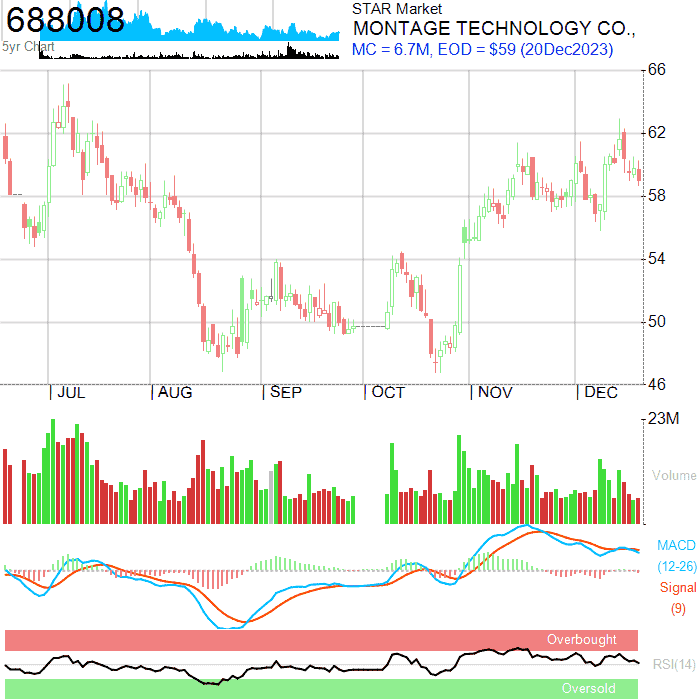 688008
5yr Chart
STAR Market
MONTAGE TECHNOLOGY CO.,
MC = 6.7M, EOD = $59 (20Dec2023)
66
62
58
54
50
46
JUL
AUG
SEP
OCT
NOV
DEC
23M
Volume
MACD
(12-26)
Signal
(9)
Overbought
RSI(14)
Oversold